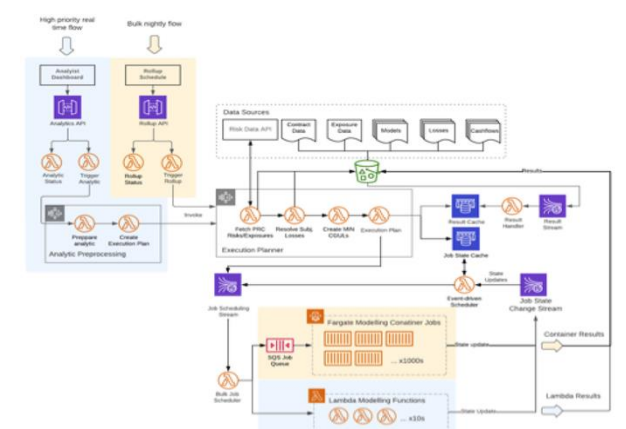 High priority real
time flow
Bulk nightly flow
Analyist
Dashboard
Rollup
Schedule
Analytics API
Rollup API
Analytic
Status
Trigger
Analytic
Rollup
Status
Trigger
Rollup
Prepare
analytic
Create
Execution Plan
Analytic Preprocessing
Invoke
Data Sources
Risk Data API
Contract
Data
Exposure
Data
Models
Losses
Cashflows
Results
Fetch PRC
Risks/Exposures
Resolve Subj.
Losses
Create MIN
CGULs
Execution Plan
Execution Planner
Result Cache
Result
Handler
Result
Stream
Job State Cache
State
Updates
Job Scheduling
Stream
Event-driven
Scheduler
Job State
Change Stream
Fargate Modelling Conatiner Jobs
SQS Job
Queue
... x1000s
State update
Container Results
Bulk Job
Scheduler
Lambda Modelling Functions
... x10s
State Update
Lambda Results